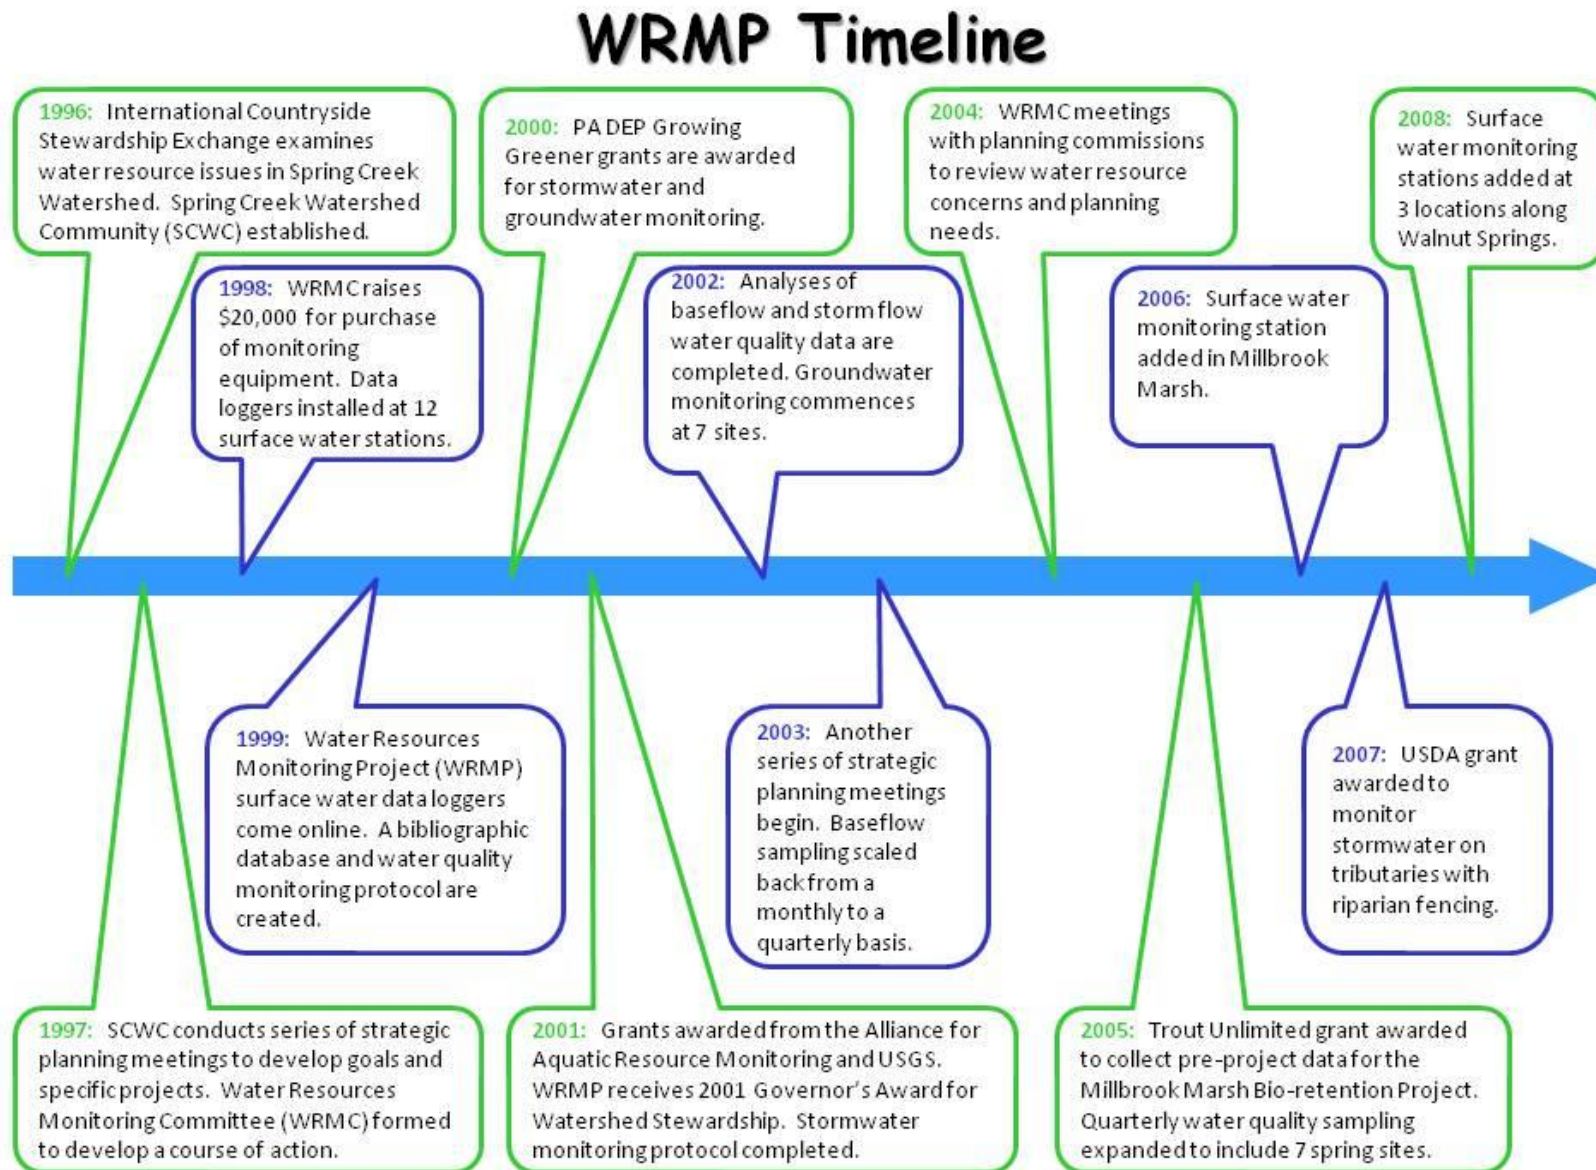 WRMP Timeline
1996: International Countryside
Stewardship Exchange examines
water resource issues in Spring Creek
Watershed. Spring Creek Watershed
Community (SCWC) established.
2000: PA DEP Growing
Greener grants are awarded
for stormwater and
groundwater monitoring.
2004: WRMC meetings
with planning commissions
to review water resource
concerns and planning
needs.
2008: Surface
water monitoring
stations added at
3 locations along
Walnut Springs.
1998: WRMC raises
$20,000 for purchase
of monitoring
equipment. Data
loggers installed at 12
surface water stations.
2002: Analyses of
baseflow and storm flow
water quality data are
completed. Groundwater
monitoring commences
at 7 sites.
2006: Surface water
monitoring station
added in Millbrook
Marsh.
1999: Water Resources
Monitoring Project (WRMP)
surface water data loggers
come online. A bibliographic
database and water quality
monitoring protocol are
created.
2003: Another
series of strategic
planning meetings
begin. Baseflow
sampling scaled
back from a
monthly to a
quarterly basis.
2007: USDA grant
awarded to
monitor
stormwater on
tributaries with
riparian fencing.
1997: SCWC conducts series of strategic
planning meetings to develop goals and
specific projects. Water Resources
Monitoring Committee (WRMC) formed
to develop a course of action.
2001: Grants awarded from the Alliance for
Aquatic Resource Monitoring and USGS.
WRMP receives 2001 Governor's Award for
Watershed Stewardship. Stormwater
monitoring protocol completed.
2005: Trout Unlimited grant awarded
to collect pre-project data for the
Millbrook Marsh Bio-retention Project.
Quarterly water quality sampling
expanded to include 7 spring sites.